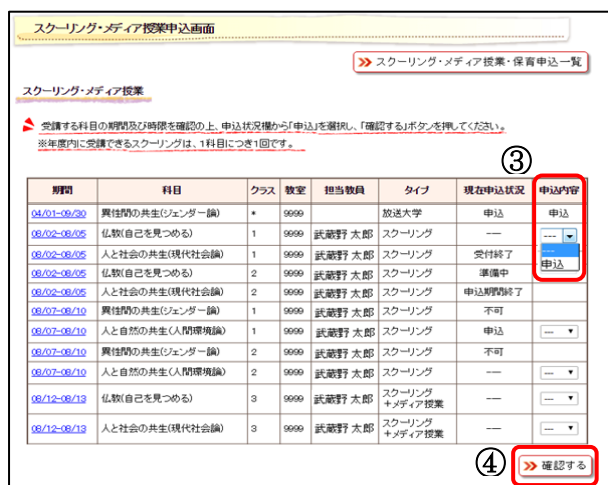 スクーリング・メディア授業申込画面
スクーリング・メディア授業・保育申込一覧
スクーリング・メディア授業
受講する科目の期間及び時限を確認の上、申込状況欄から「申込」を選択し、「確認する」ボタンを押してください。
※年度内に受講できるスクーリングは、1科目につき1回です。
③
期間 科目 クラス 教室 担当教員 タイプ 現在申込状況 申込内容
04/01-09/30 異性間の共生(ジェンダー論) * 9999 放送大学 申込 申込
08/02-08/05 仏教(自己を見つめる) 1 9999 武蔵野 太郎 スクーリング --- ---
---
08/02-08/05 人と社会の共生(現代社会論) 1 9999 武蔵野 太郎 スクーリング 受付終了
申込
08/02-08/05 仏教(自己を見つめる) 2 9999 武蔵野 太郎 スクーリング 準備中
08/02-08/05 人と社会の共生(現代社会論) 2 9999 武蔵野 太郎 スクーリング 申込期間終了
08/07-08/10 異性間の共生(ジェンダー論) 1 9999 武蔵野 太郎 スクーリング 不可
08/07-08/10 人と自然の共生(人間環境論) 1 9999 武蔵野 太郎 スクーリング 申込 ---
08/07-08/10 異性間の共生(ジェンダー論) 2 9999 武蔵野 太郎 スクーリング 不可
08/07-08/10 人と自然の共生(人間環境論) 2 9999 武蔵野 太郎 スクーリング --- ---
08/12-08/13 仏教(自己を見つめる) 3 9999 武蔵野 太郎 スクーリング +メディア授業 --- ---
08/12-08/13 人と社会の共生(現代社会論) 3 9999 武蔵野 太郎 スクーリング +メディア授業 --- ---
④ 確認する